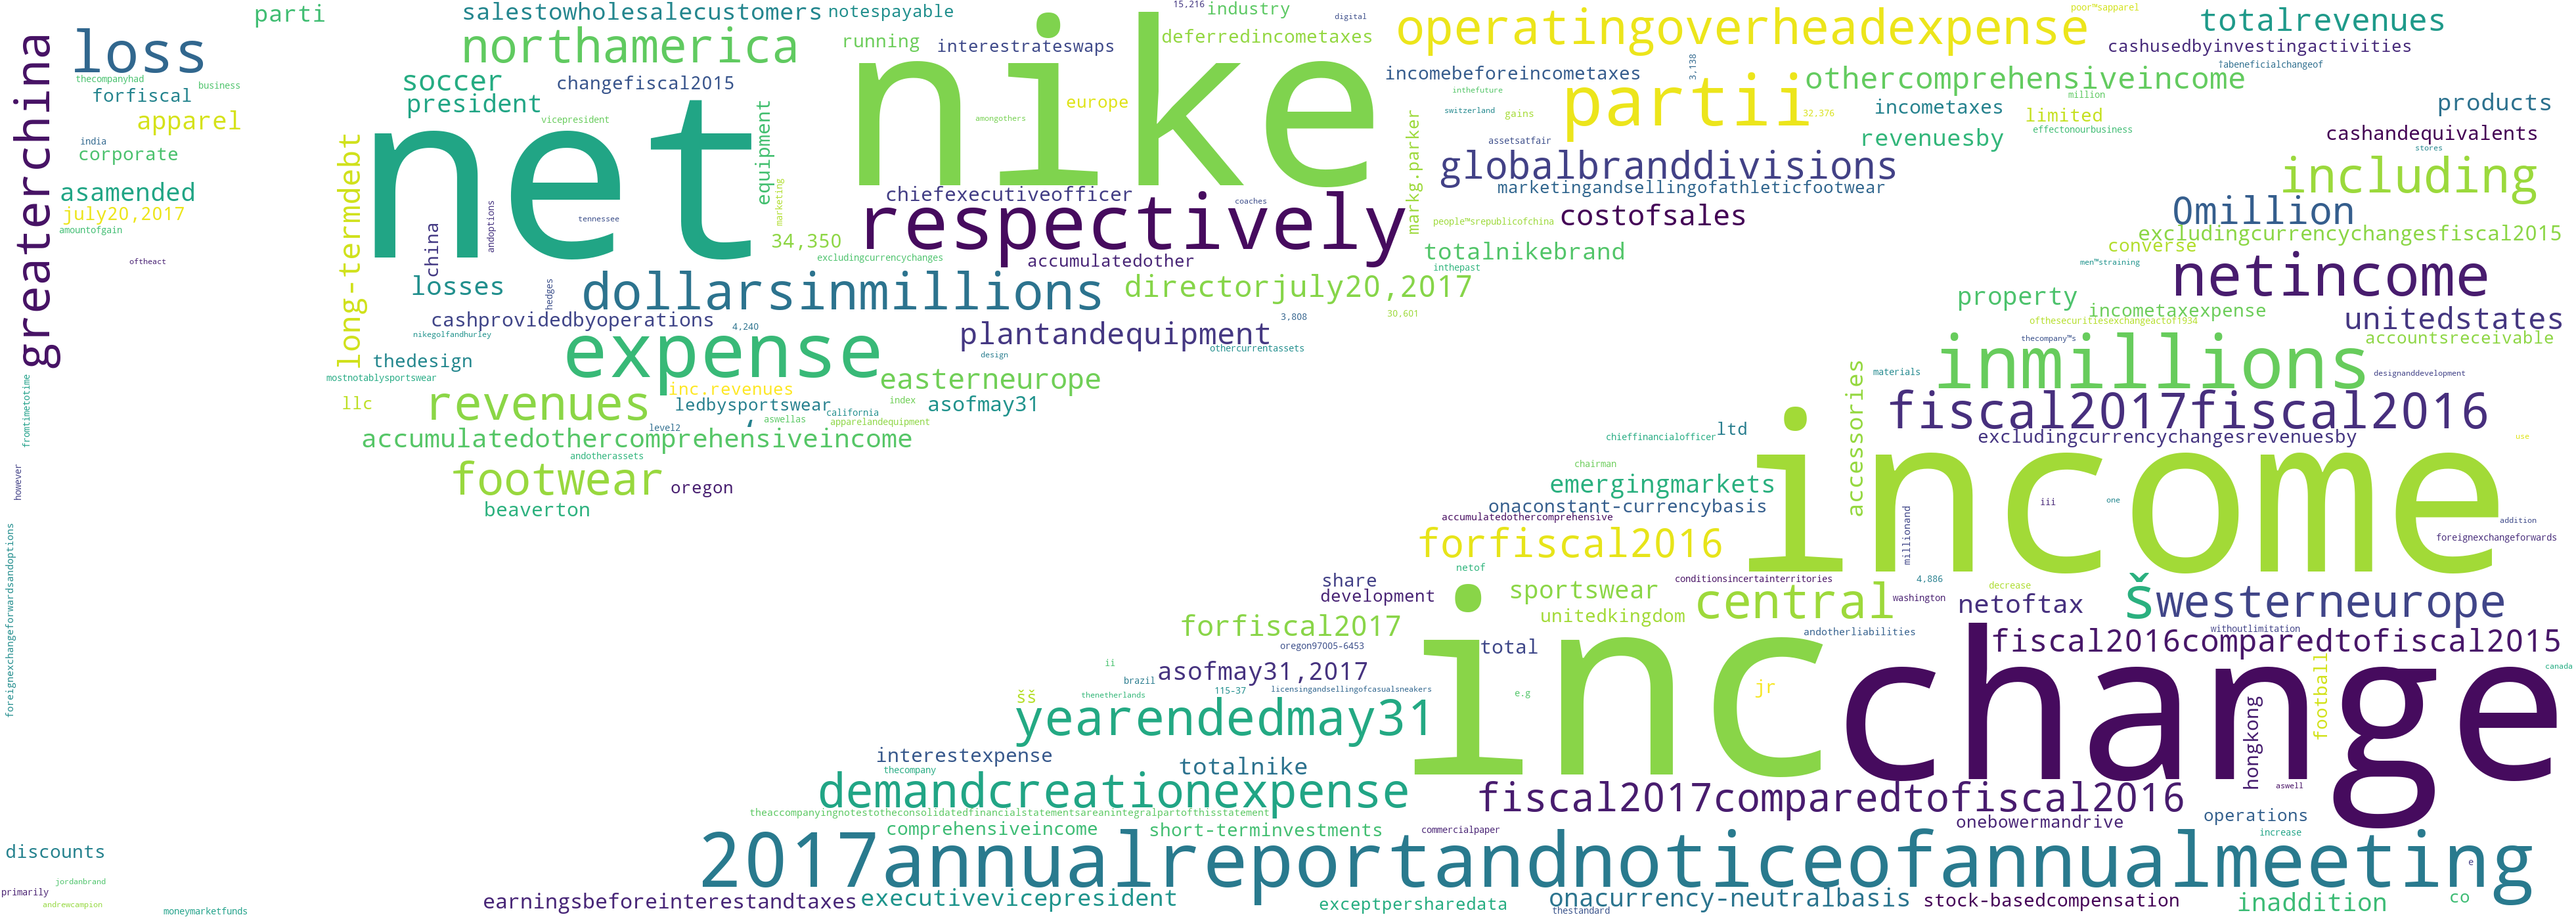 parti
salestowholesalecustomers
notespayable
15,216
industry
digital
poor™sapparel
totalrevenues
loss
northamerica
running
interestrateswaps
deferredincometaxes
operatingoverheadexpense
cashusedbyinvestingactivities
greaterchina
thecompanyhad
business
forfiscal
soccer
changefiscal2015
nike
incomebeforeincometaxes
3,138
othercomprehensiveincome
†abeneficialchangeof
president
europe
inthefuture
partii
million
products
apparel
vicepresident
net
equipment
amongothers
switzerland
gains
32,376
incometaxes
limited
effectonourbusiness
india
corporate
long-termdebt
markg.parker
assetsatfair
revenuesby
cashandequivalents
stores
asamended
marketing
chiefexecutiveofficer
globalbranddivisions
marketingandsellingofathleticfootwear
including
july20,2017
amountofgain
china
andoptions
tennessee
respectively
coaches
people™srepublicofchina
costofsales
0million
oftheact
34,350
excludingcurrencychanges
accumulatedother
totalnikebrand
inthepast
converse
excludingcurrencychangesfiscal2015
men™straining
losses
hedges
dollarsinmillions
directorjuly20,2017
property
netincome
cashprovidedbyoperations
nikegolfandhurley
4,240
plantandequipment
3,808
30,601
incometaxexpense
ofthesecuritiesexchangeactof1934
unitedstates
thedesign
expense
design
othercurrentassets
thecompany™s
accountsreceivable
mostnotablysportswear
inc.revenues
easterneurope
inmillions
materials
designanddevelopment
fromtimetotime
llc
revenues
ledbysportswear
california
index
asofmay31
accessories
fiscal2017fiscal2016
level2
,
aswellas
apparelandequipment
accumulatedothercomprehensiveincome
andotherassets
chieffinancialofficer
ltd
excludingcurrencychangesrevenuesby
use
however
footwear
oregon
chairman
emergingmarkets
income
iii
one
beaverton
onaconstant-currencybasis
accumulatedothercomprehensive
millionand
addition
foreignexchangeforwardsandoptions
forfiscal2016
foreignexchangeforwards
netof
share
development
conditionsincertainterritories
4,886
decrease
sportswear
unitedkingdom
central
washington
netoftax
š
westerneurope
forfiscal2017
oregon97005-6453
total
andotherliabilities
withoutlimitation
fiscal2016comparedtofiscal2015
ii
asofmay31,2017
brazil
inc
change
canada
football
115-37
licensingandsellingofcasualsneakers
thenetherlands
šš
e.g
jr
yearendedmay31
hongkong
interestexpense
thecompany
totalnike
aswell
demandcreationexpense
fiscal2017comparedtofiscal2016
theaccompanyingnotestotheconsolidatedfinancialstatementsareanintegralpartofthisstatement
onebowermandrive
operations
comprehensiveincome
short-terminvestments
commercialpaper
increase
discounts
2017annualreportandnoticeofannualmeeting
e
jordanbrand
primarily
andrewcampion
moneymarketfunds
earningsbeforeinterestandtaxes
executivevicepresident
exceptpersharedata
onacurrency-neutralbasis
thestandard
stock-basedcompensation
inaddition
co